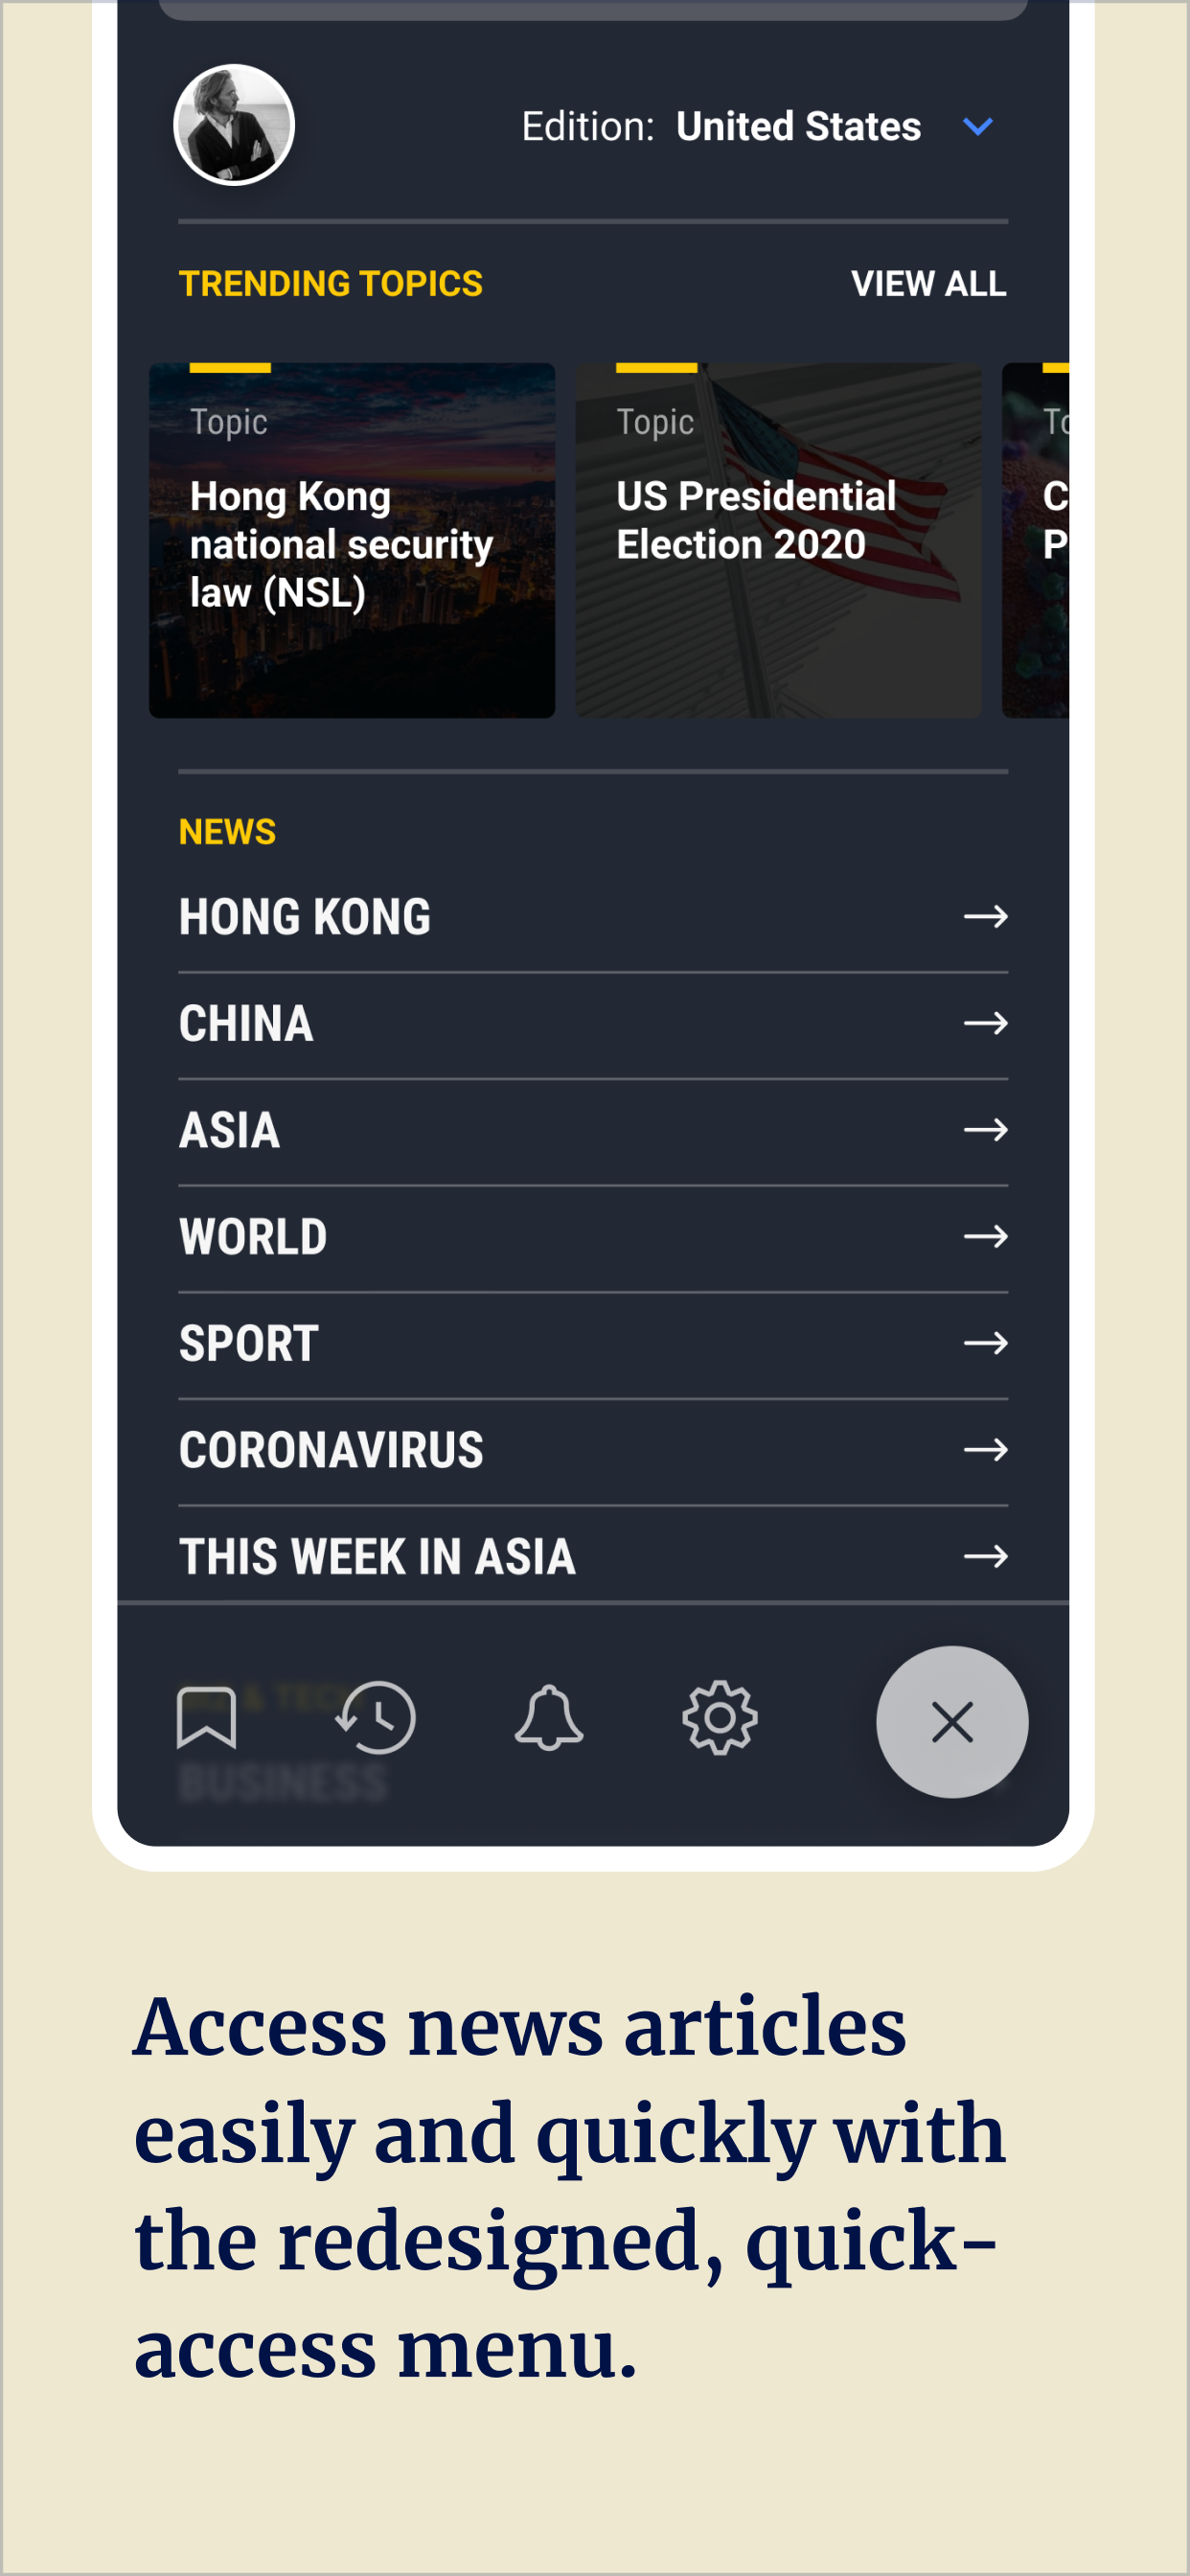 Edition: United States
TRENDING TOPICS
VIEW ALL
Topic
Hong Kong
national security
law (NSL)
Topic
US Presidential
Election 2020
NEWS
HONG KONG
CHINA
ASIA
WORLD
SPORT
CORONAVIRUS
THIS WEEK IN ASIA
BUSINESS
Access news articles
easily and quickly with
the redesigned, quick-
access menu.